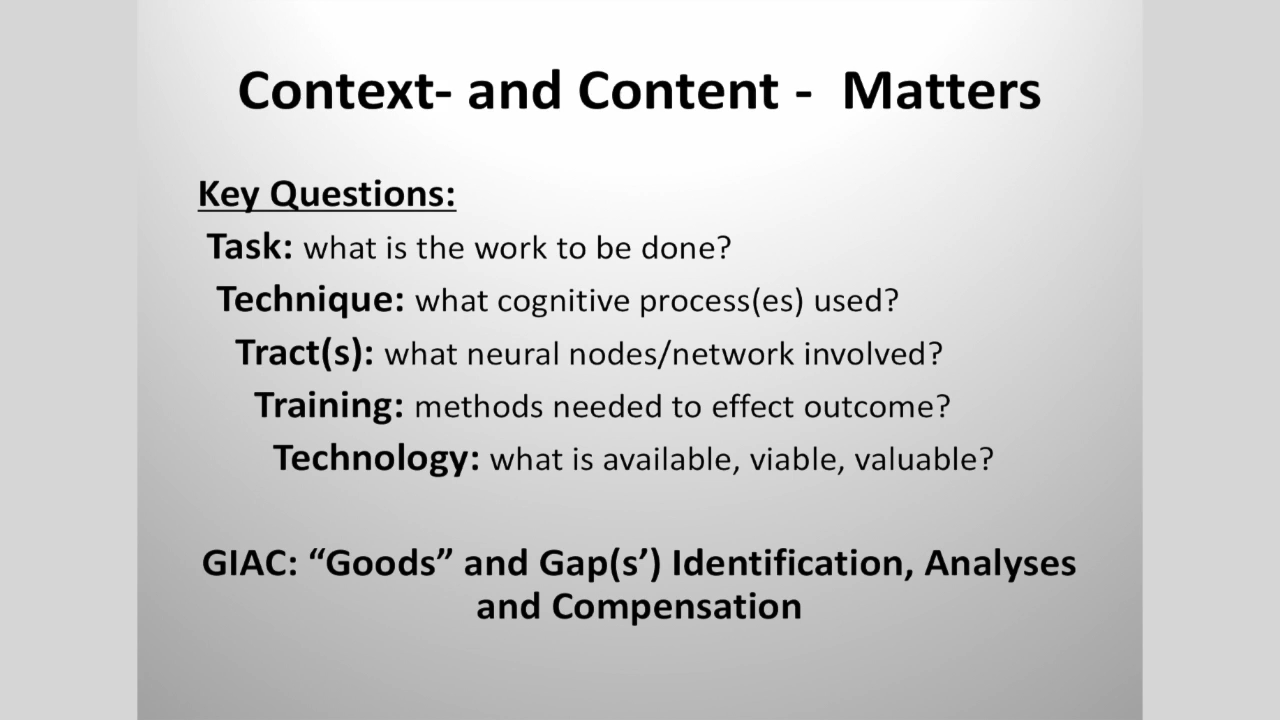 Context- and Content - Matters
Key Questions:
Task: what is the work to be done?
Technique: what cognitive process(es) used?
Tract(s): what neural nodes/network involved?
Training: methods needed to effect outcome?
Technology: what is available, viable, valuable?
GIAC: “Goods” and Gap(s’) Identification, Analyses
and Compensation